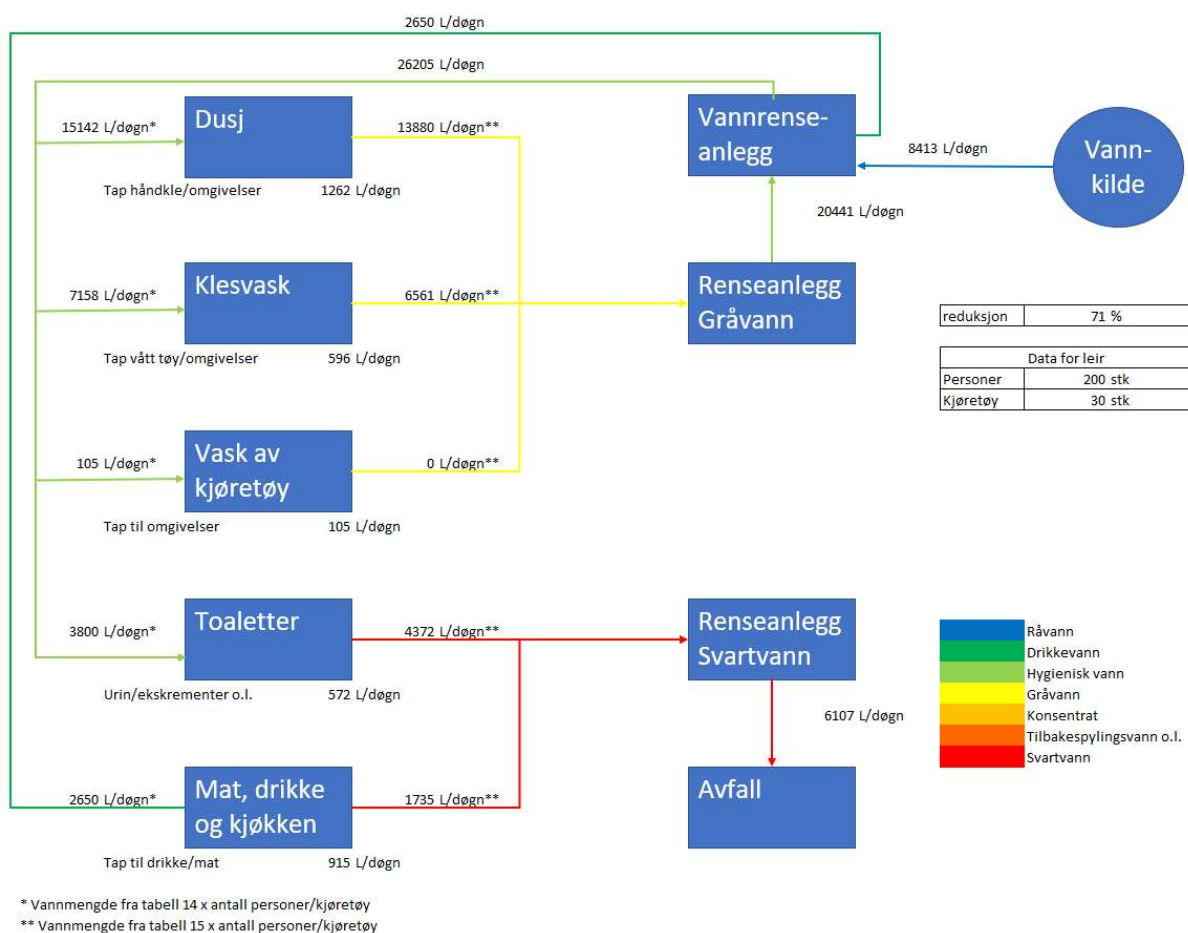 2650 L/døgn
26205 L/døgn
15142 L/døgn*
Dusj
13880 L/døgn**
Vannrense-
anlegg
8413 L/døgn
Vann-
kilde
Tap håndkle/omgivelser
1262 L/døgn
20441 L/døgn
7158 L/døgn*
Klesvask
6561 L/døgn**
Renseanlegg
Gråvann
reduksjon 71 %
Tap vått tøy/omgivelser
596 L/døgn
Data for leir
Personer 200 stk
Kjøretøy 30 stk
105 L/døgn*
Vask av
kjøretøy
0 L/døgn**
Tap til omgivelser
105 L/døgn
3800 L/døgn*
Toaletter
4372 L/døgn**
Renseanlegg
Svartvann
Urin/ekskrementer o.l.
572 L/døgn
6107 L/døgn
Råvann
Drikkevann
Hygienisk vann
Gråvann
Konsentrat
Tilbakespylingsvann o.l.
Svartvann
2650 L/døgn*
Mat, drikke
og kjøkken
1735 L/døgn**
Avfall
Tap til drikke/mat
915 L/døgn
* Vannmengde fra tabell 14 x antall personer/kjøretøy
** Vannmengde fra tabell 15 x antall personer/kjøretøy